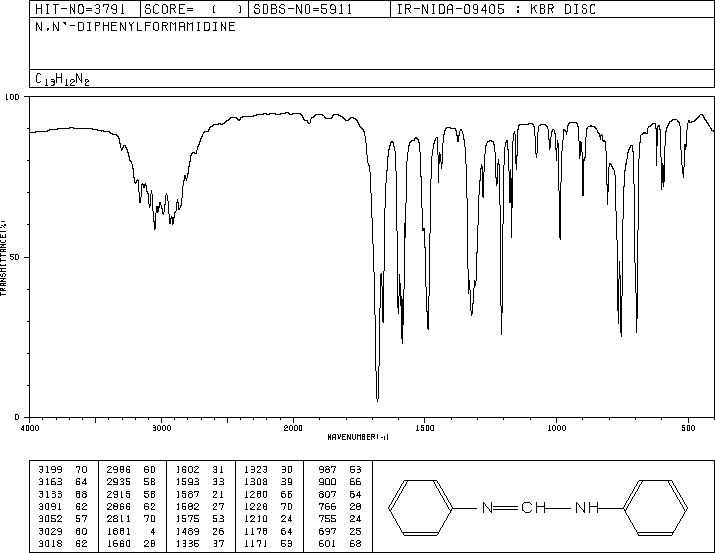 HIT-NO=3791 SCORE= ( ) SDBS-NO=5911 IR-NIDA-09405 : KBR DISC
N,N'-DIPHENYLFORMAMIDINE
C13H12N2
100
50
0
TRANSMITTANCE(%)
4000 3000 2000 1500 1000 500
WAVENUMBER(-1)
3199 70 2986 60 1602 31 1323 30 987 53
3163 64 2935 58 1593 33 1308 39 900 66
3133 68 2915 58 1587 21 1280 66 807 64
3091 62 2866 62 1582 27 1228 70 766 28
3052 57 2811 70 1575 53 1210 24 755 24
3029 60 1681 4 1489 26 1178 64 697 25
3018 62 1660 28 1335 37 1171 53 601 68
N CH NH